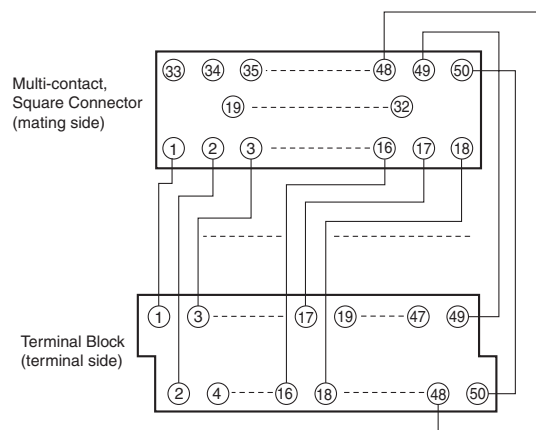 33 34 35 48 49 50
Multi-contact,
Square Connector
(mating side)
19 32
1 2 3 16 17 18
1 3 17 19 47 49
Terminal Block
(terminal side)
2 4 16 18 48 50